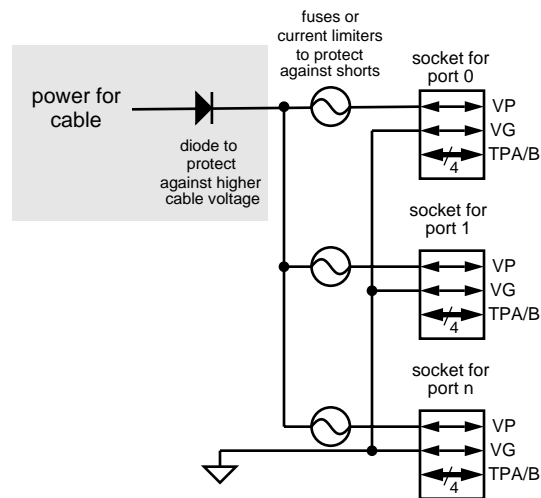 fuses or
current limiters
to protect
against shorts
socket for
port 0
power for
cable
VP
VG
TPA/B
4
diode to
protect
against higher
cable voltage
socket for
port 1
VP
VG
TPA/B
4
socket for
port n
VP
VG
TPA/B
4